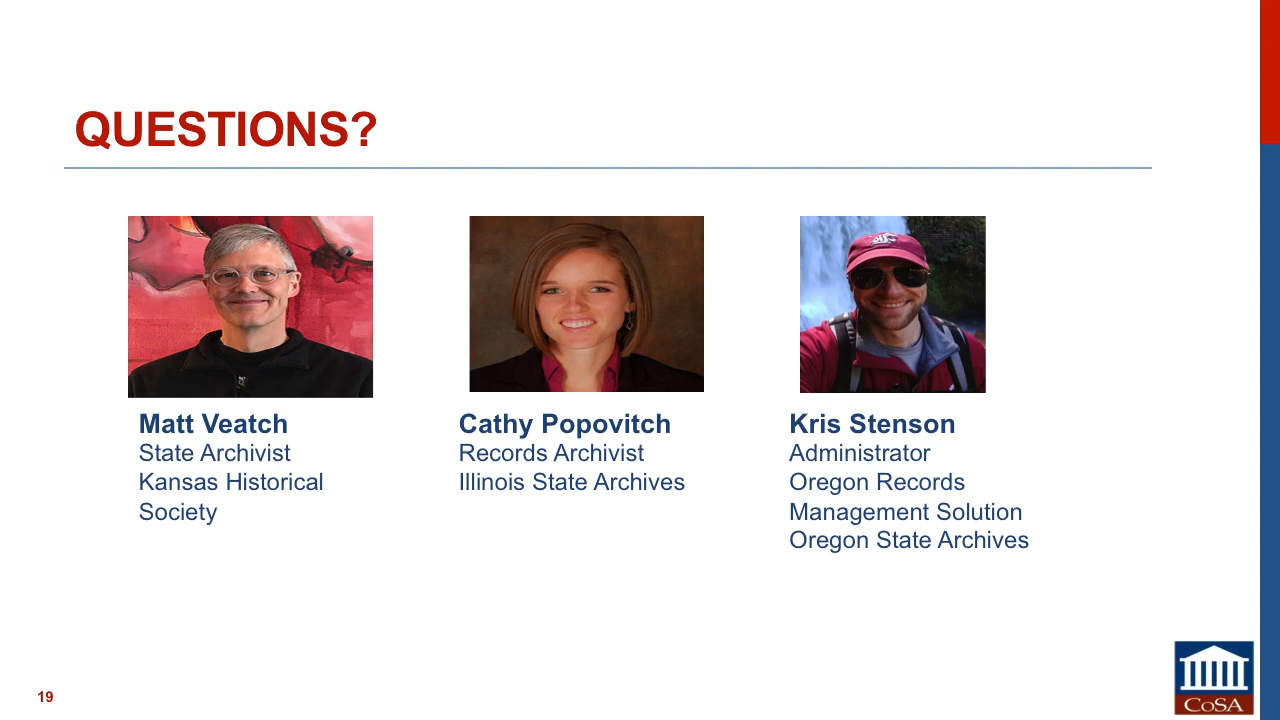 QUESTIONS?
Matt Veatch
State Archivist
Kansas Historical
Society
Cathy Popovitch
Records Archivist
Illinois State Archives
Kris Stenson
Administrator
Oregon Records
Management Solution
Oregon State Archives
19
CoSA